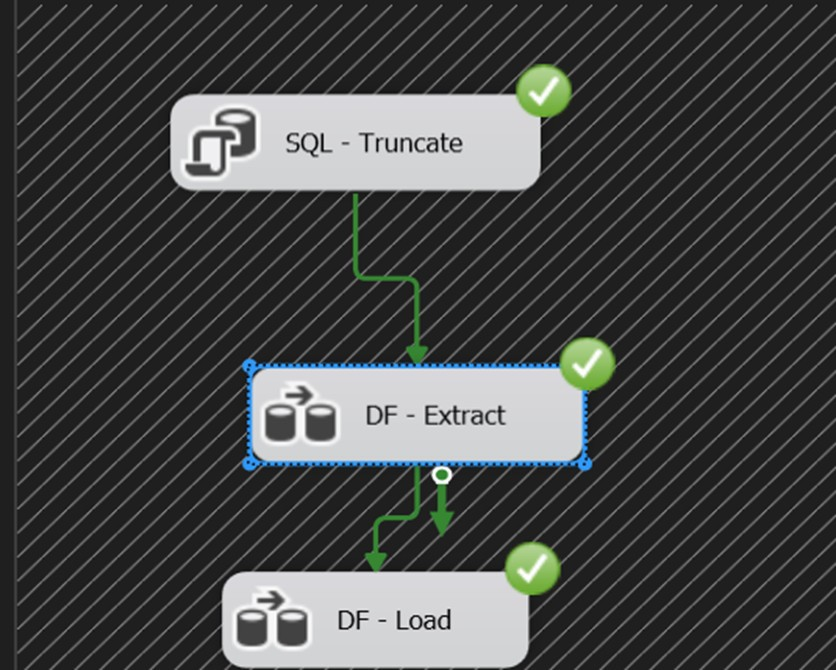 SQL - Truncate
DF - Extract
DF - Load